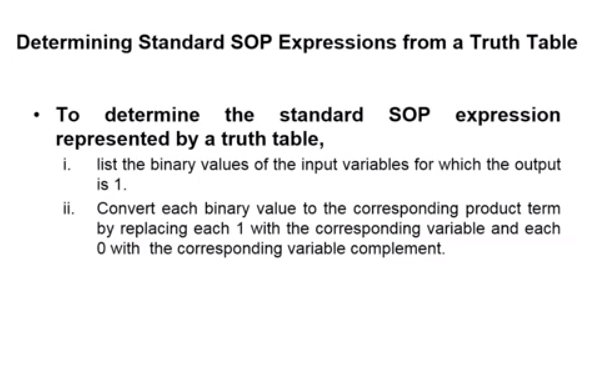 Determining Standard SOP Expressions from a Truth Table
• To determine the standard SOP expression
represented by a truth table,
i. list the binary values of the input variables for which the output
is 1.
ii. Convert each binary value to the corresponding product term
by replacing each 1 with the corresponding variable and each
0 with the corresponding variable complement.